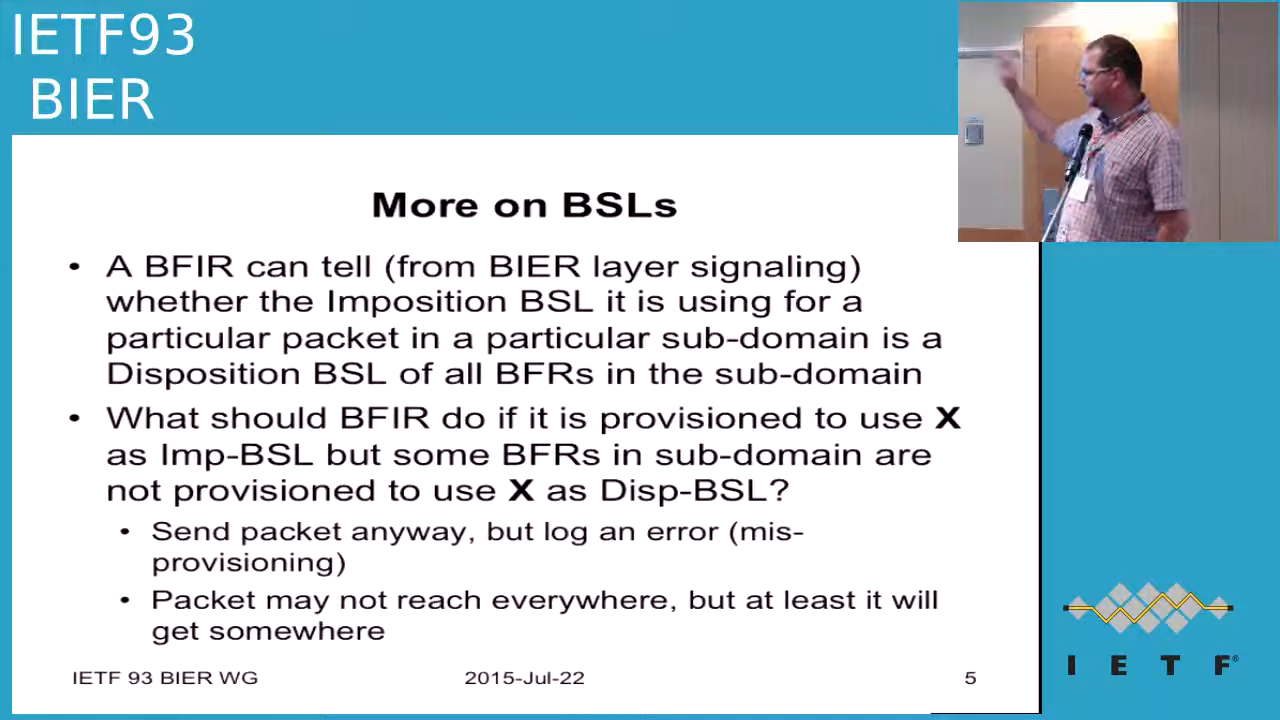 IETF93
BIER
More on BSLs
• A BFIR can tell (from BIER layer signaling)
whether the Imposition BSL it is using for a
particular packet in a particular sub-domain is a
Disposition BSL of all BFRs in the sub-domain
• What should BFIR do if it is provisioned to use X
as Imp-BSL but some BFRs in sub-domain are
not provisioned to use X as Disp-BSL?
• Send packet anyway, but log an error (mis-
provisioning)
• Packet may not reach everywhere, but at least it will
get somewhere
IETF 93 BIER WG 2015-Jul-22 5
I E T F®